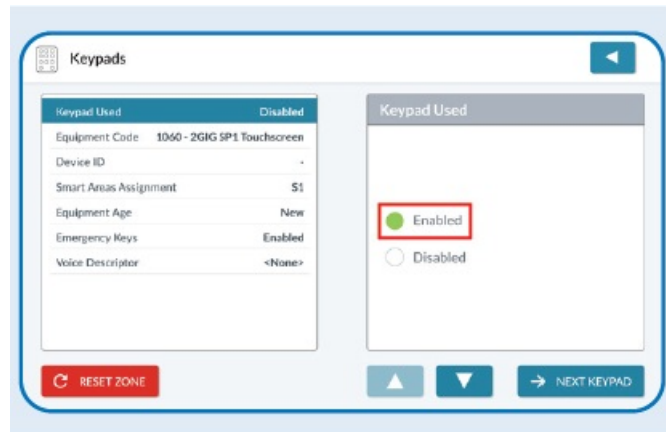 Keypads
Keypad Used Disabled
Equipment Code 1060 - 2GIG SP1 Touchscreen
Device ID -
Smart Areas Assignment S1
Equipment Age New
Emergency Keys Enabled
Voice Descriptor <None>
RESET ZONE
Keypad Used
Enabled
Disabled
NEXT KEYPAD